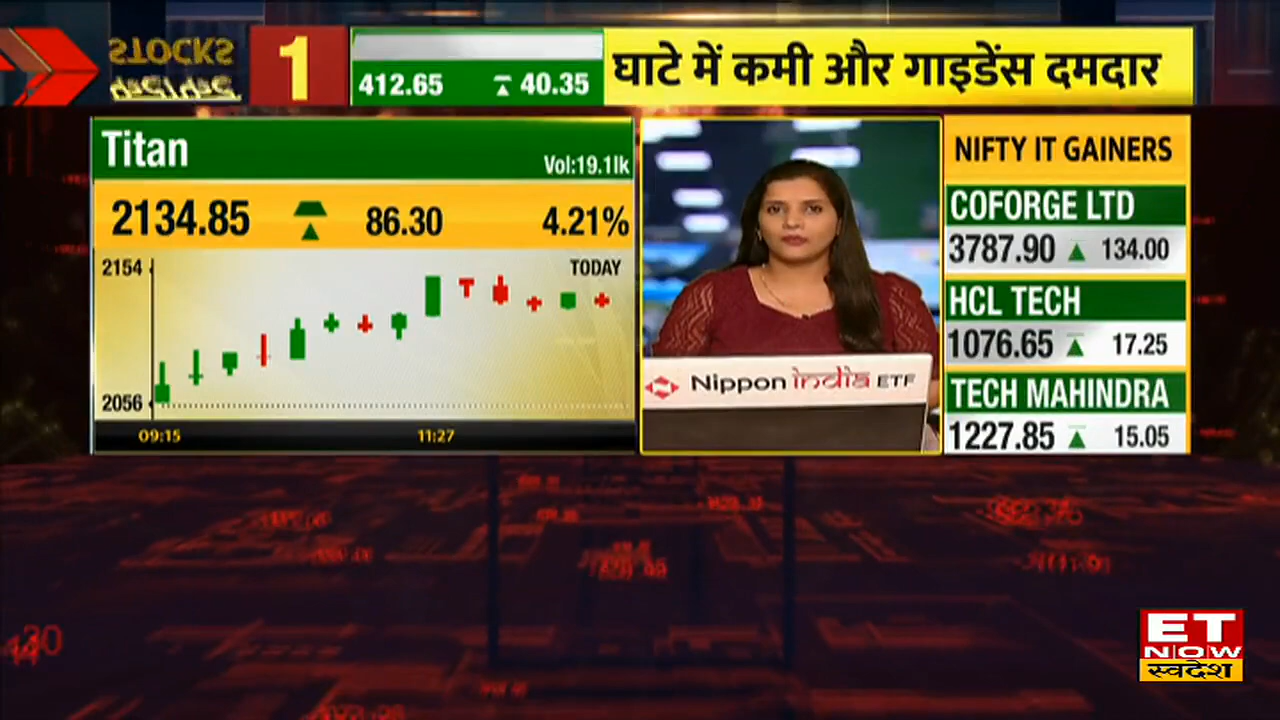 STOCKS
1
412.65 40.35
घाटे में कमी और गाइडेंस दमदार
Titan
Vol:19.1lk
2134.85 86.30 4.21%
2154
TODAY
2056
09:15 11:27
Nippon india ETF
NIFTY IT GAINERS
COFORGE LTD
3787.90 134.00
HCL TECH
1076.65 17.25
TECH MAHINDRA
1227.85 15.05
ET
NOW
स्वदेश